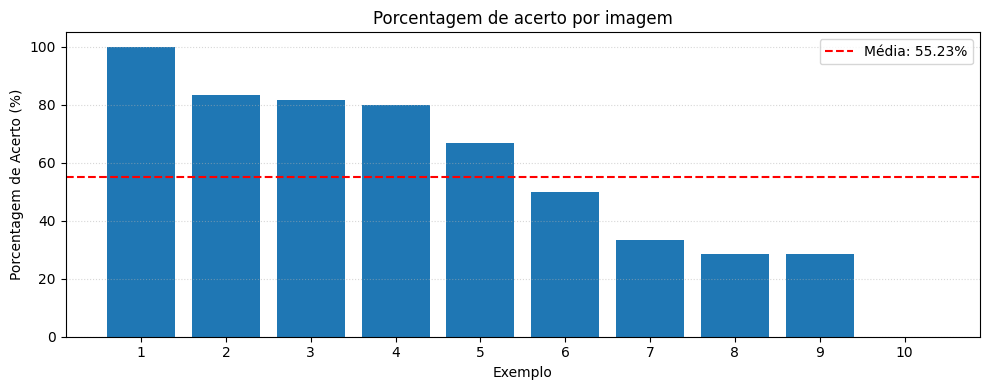 Porcentagem de acerto por imagem
Média: 55.23%
Porcentagem de Acerto (%)
100
80
60
40
20
0
1 2 3 4 5 6 7 8 9 10
Exemplo